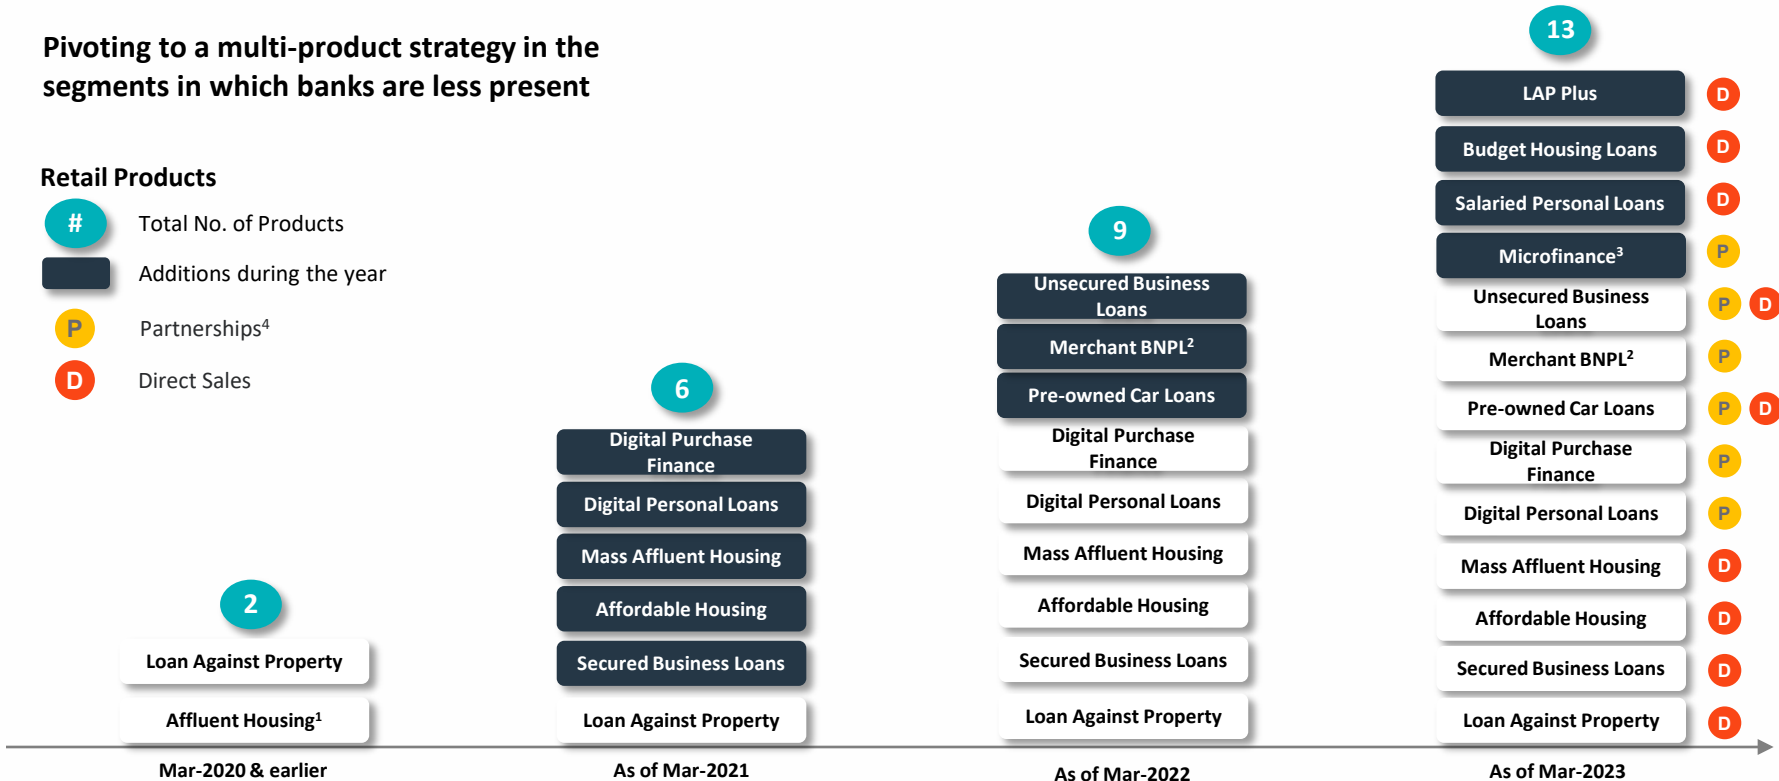 Pivoting to a multi-product strategy in the
segments in which banks are less present
Retail Products
# Total No. of Products
Additions during the year
P Partnerships4
D Direct Sales
2
Loan Against Property
Affluent Housing1
Mar-2020 & earlier
6
Digital Purchase
Finance
Digital Personal Loans
Mass Affluent Housing
Affordable Housing
Secured Business Loans
Loan Against Property
As of Mar-2021
9
Unsecured Business
Loans
Merchant BNPL2
Pre-owned Car Loans
Digital Purchase
Finance
Digital Personal Loans
Mass Affluent Housing
Affordable Housing
Secured Business Loans
Loan Against Property
As of Mar-2022
13
LAP Plus D
Budget Housing Loans D
Salaried Personal Loans D
Microfinance3 P
Unsecured Business
Loans P D
Merchant BNPL2 P
Pre-owned Car Loans P D
Digital Purchase
Finance P
Digital Personal Loans P
Mass Affluent Housing D
Affordable Housing D
Secured Business Loans D
Loan Against Property D
As of Mar-2023